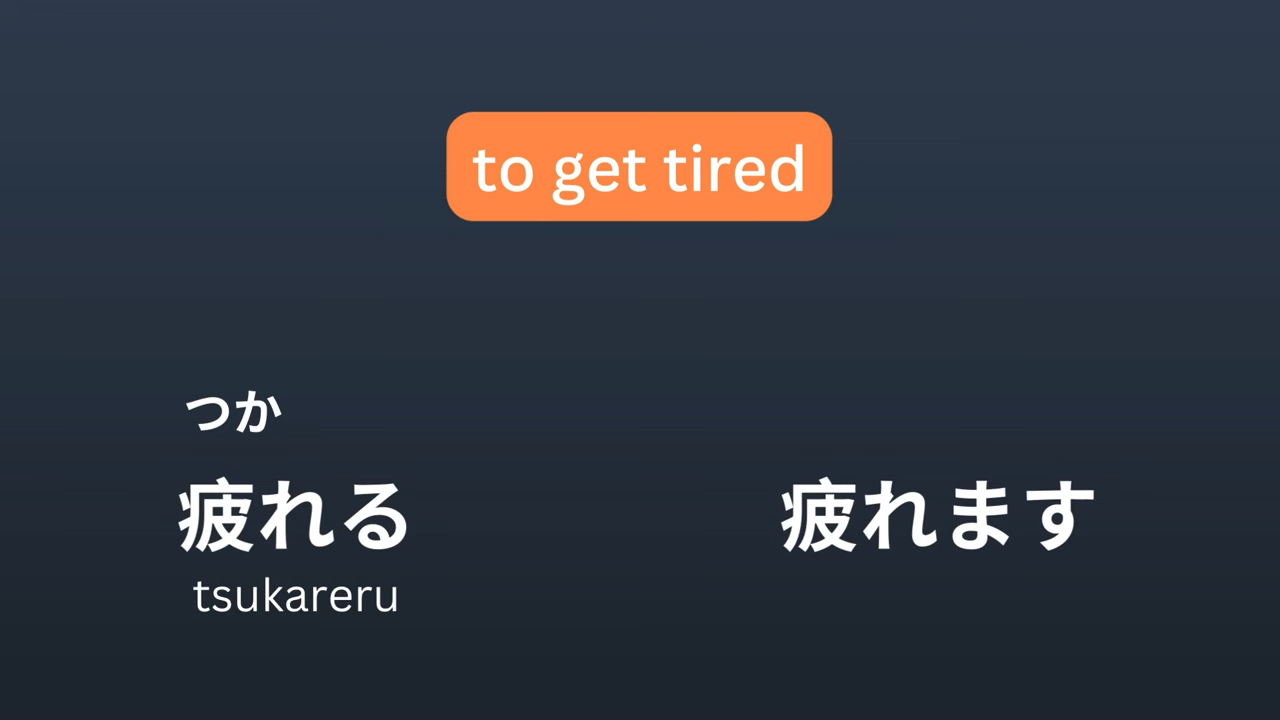 to get tired
つか
疲れる
tsukareru
疲れます